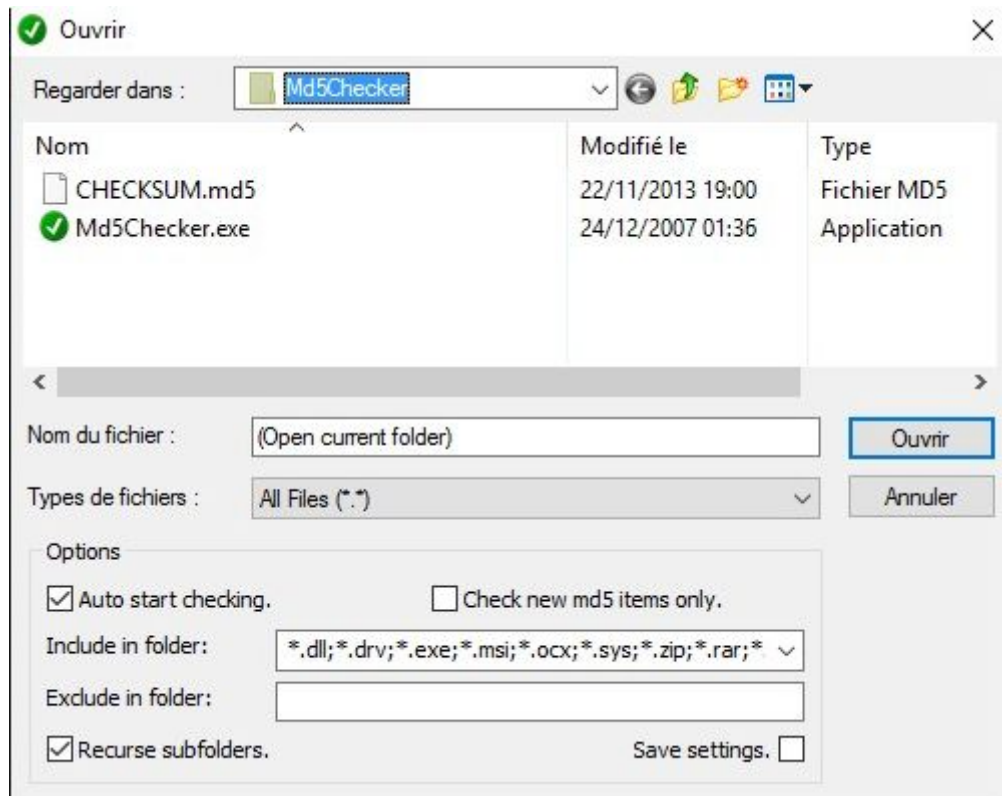 Ouvrir
Regarder dans : Md5Checker
Nom Modifié le Type
CHECKSUM.md5 22/11/2013 19:00 Fichier MD5
Md5Checker.exe 24/12/2007 01:36 Application
Nom du fichier : (Open current folder) Ouvrir
Types de fichiers : All Files (*.*) Annuler
Options
Auto start checking. Check new md5 items only.
Include in folder: *.dll;*.drv;*.exe;*.msi;*.ocx;*.sys;*.zip;*.rar;*.
Exclude in folder:
Recurse subfolders. Save settings.